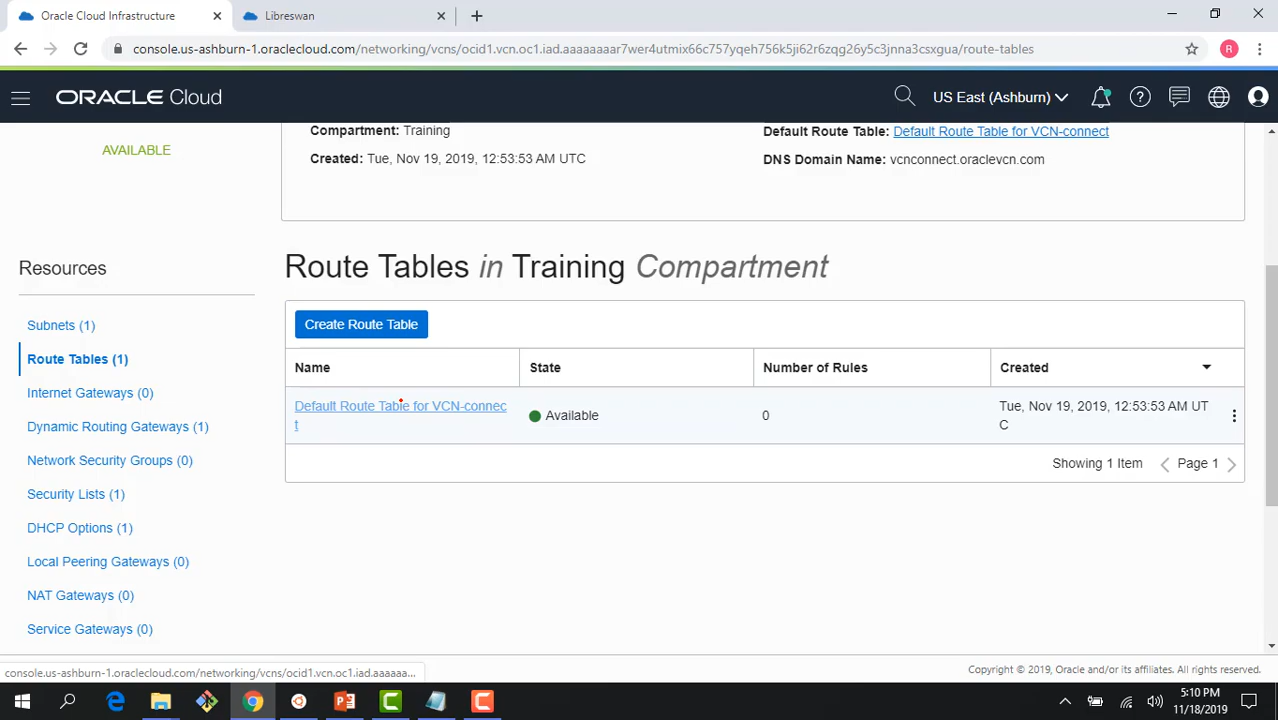 Oracle Cloud Infrastructure
Libreswan
console.us-ashburn-1.oraclecloud.com/networking/vcns/ocid1.vcn.oc1.iad.aaaaaaaar7wer4utmix66c757yqeh756k5ji62r6zqg26y5c3jnna3csxgua/route-tables
R
ORACLE Cloud
US East (Ashburn)
AVAILABLE
Compartment: Training
Default Route Table: Default Route Table for VCN-connect
Created: Tue, Nov 19, 2019, 12:53:53 AM UTC
DNS Domain Name: vcnconnect.oraclevcn.com
Resources
Subnets (1)
Route Tables (1)
Internet Gateways (0)
Dynamic Routing Gateways (1)
Network Security Groups (0)
Security Lists (1)
DHCP Options (1)
Local Peering Gateways (0)
NAT Gateways (0)
Service Gateways (0)
Route Tables in Training Compartment
Create Route Table
Name State Number of Rules Created
Default Route Table for VCN-connec
t
Available
0
Tue, Nov 19, 2019, 12:53:53 AM UT
C
Showing 1 Item
Page 1
console.us-ashburn-1.oraclecloud.com/networking/vcns/ocid1.vcn.oc1.iad.aaaaaa...
Copyright © 2019, Oracle and/or its affiliates. All rights reserved.
5:10 PM
11/18/2019